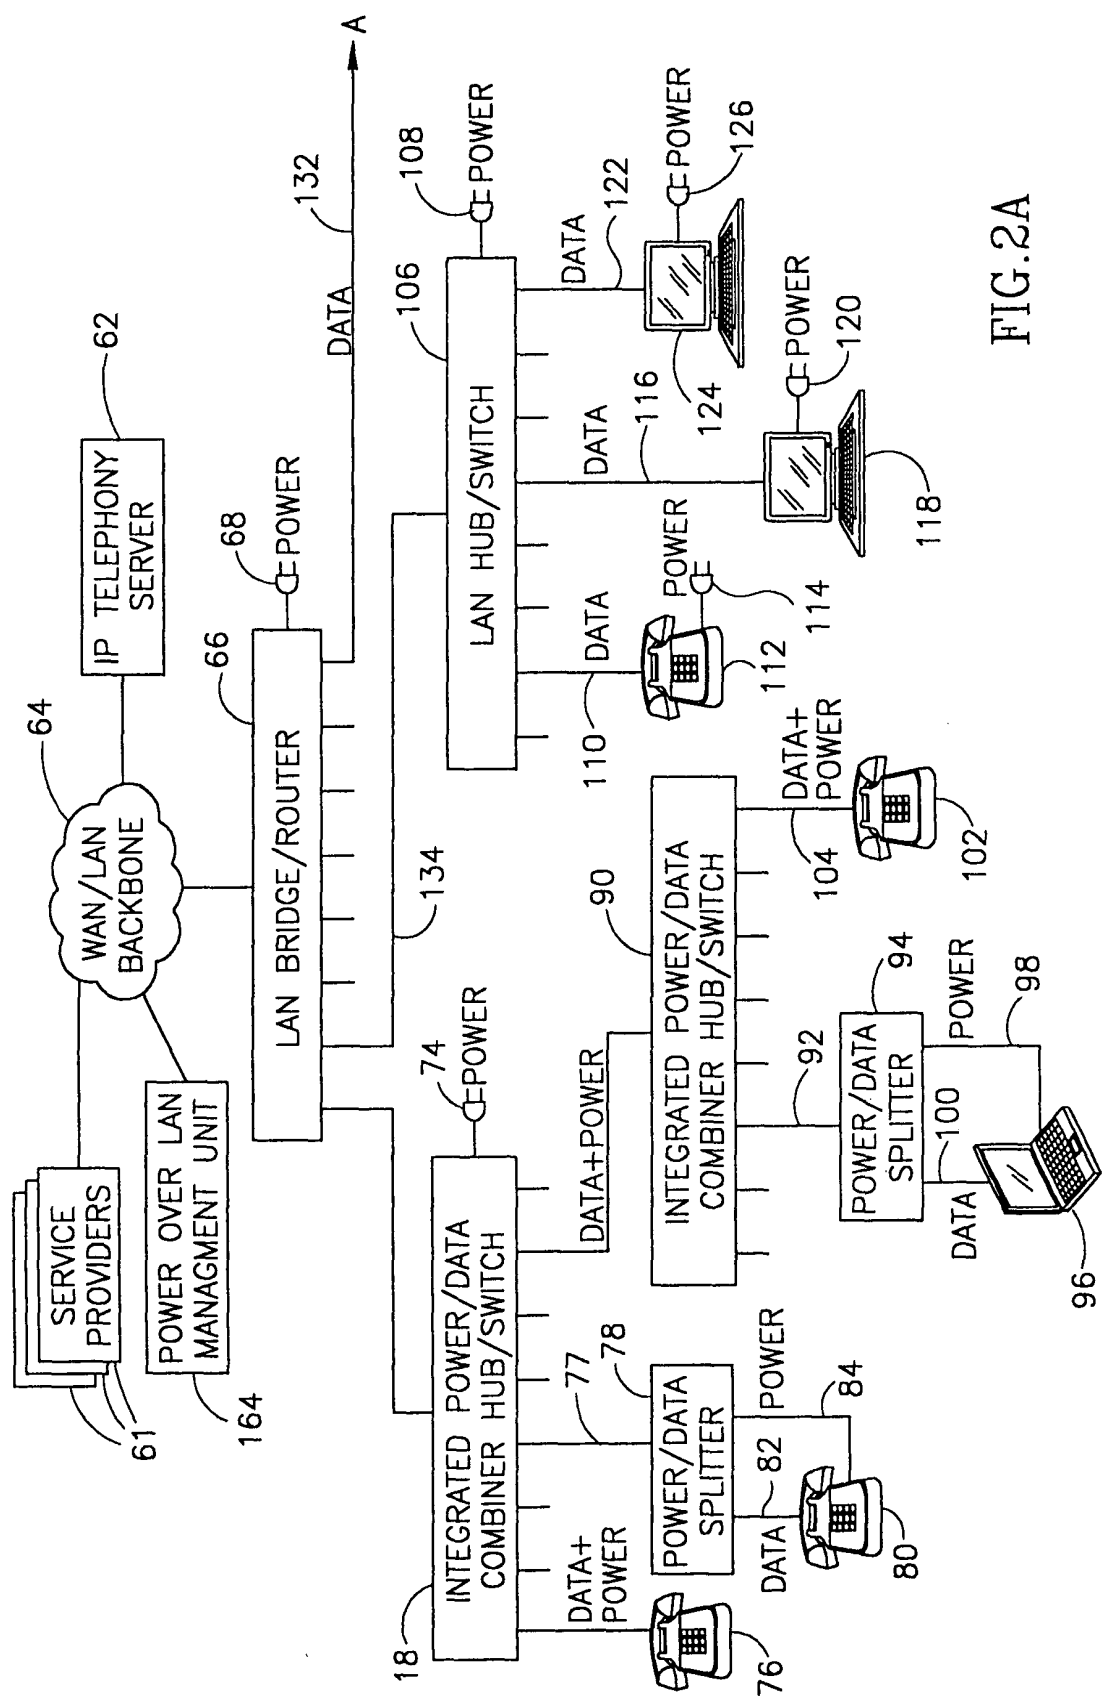 SERVICE
PROVIDERS
61
POWER OVER LAN
MANAGMENT UNIT
164
WAN/LAN
BACKBONE
64
IP TELEPHONY
SERVER
62
LAN BRIDGE/ROUTER
66
68
POWER
DATA
132
A
134
18
INTEGRATED POWER/DATA
COMBINER HUB/SWITCH
74
POWER
LAN HUB/SWITCH
106
108
POWER
DATA+
POWER
76
77
POWER/DATA
SPLITTER
78
DATA
82
POWER
84
80
DATA+POWER
INTEGRATED POWER/DATA
COMBINER HUB/SWITCH
90
92
POWER/DATA
SPLITTER
94
DATA
100
POWER
98
96
DATA+
POWER
104
102
110
DATA
112
POWER
114
DATA
116
118
POWER
120
DATA
122
124
POWER
126
FIG.2A